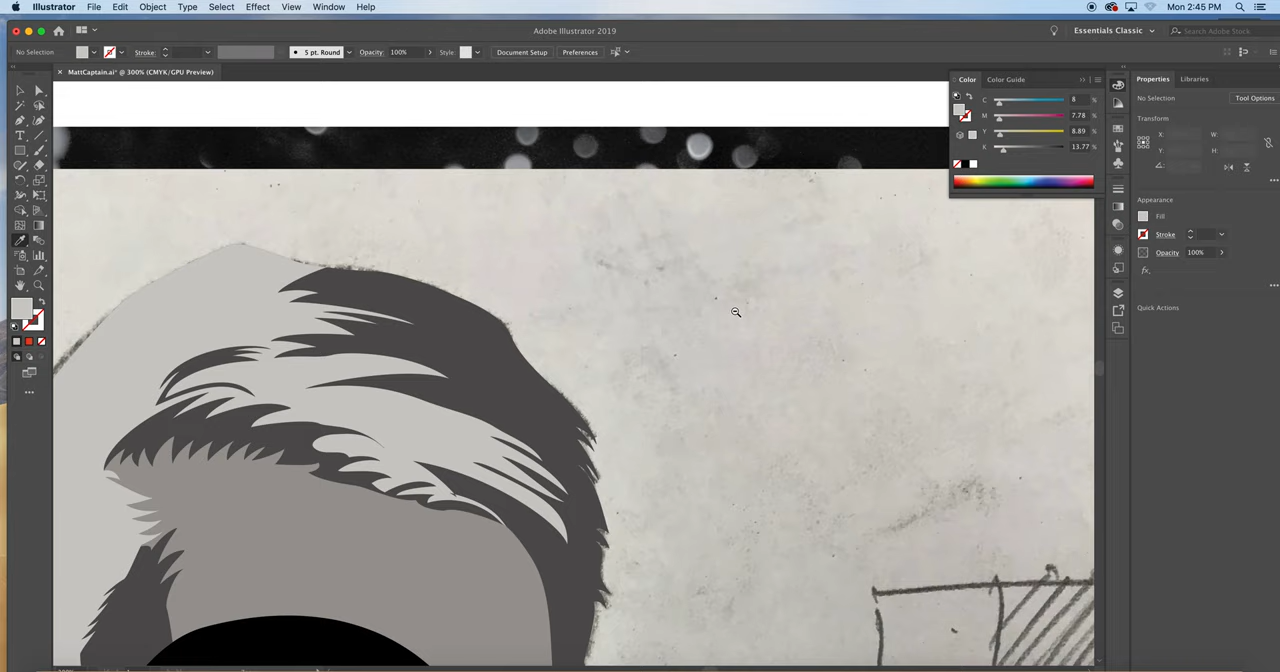 Illustrator File Edit Object Type Select Effect View Window Help Mon 2:45 PM
Adobe Illustrator 2019 Essentials Classic Search Adobe Stock
No Selection Stroke: 5 pt. Round Opacity: 100% Style: Document Setup Preferences
× MattCaptain.ai* @ 300% (CMYK/GPU Preview)
Color Color Guide
C 8 %
M 7.78 %
Y 8.89 %
K 13.77 %
Properties Libraries
No Selection Tool Options
Transform
X: W:
Y: H:
Appearance
Fill
Stroke
Opacity 100%
fx.
Quick Actions